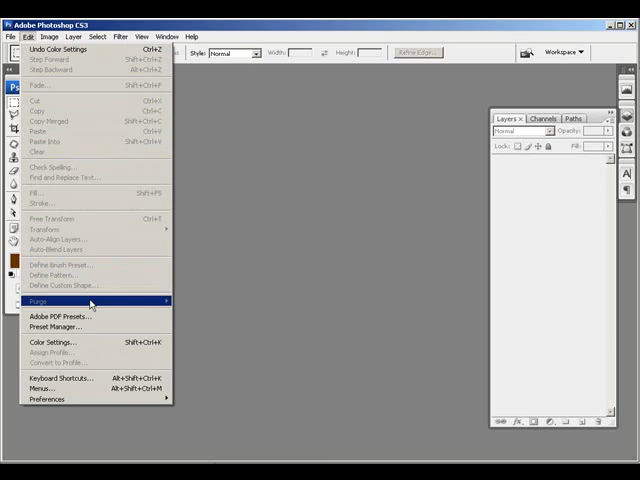 Adobe Photoshop CS3
File Edit Image Layer Select Filter View Window Help
Style: Normal Width: Height: Refine Edge... Workspace
Ps
Undo Color Settings Ctrl+Z
Step Forward Shift+Ctrl+Z
Step Backward Alt+Ctrl+Z
Fade... Shift+Ctrl+F
Cut Ctrl+X
Copy Ctrl+C
Copy Merged Shift+Ctrl+C
Paste Ctrl+V
Paste Into Shift+Ctrl+V
Clear
Check Spelling...
Find and Replace Text...
Fill... Shift+F5
Stroke...
Free Transform Ctrl+T
Transform
Auto-Align Layers...
Auto-Blend Layers
Define Brush Preset...
Define Pattern...
Define Custom Shape...
Purge
Adobe PDF Presets...
Preset Manager...
Color Settings... Shift+Ctrl+K
Assign Profile...
Convert to Profile...
Keyboard Shortcuts... Alt+Shift+Ctrl+K
Menus... Alt+Shift+Ctrl+M
Preferences
Layers x Channels Paths
Normal Opacity:
Lock: Fill:
fx
A